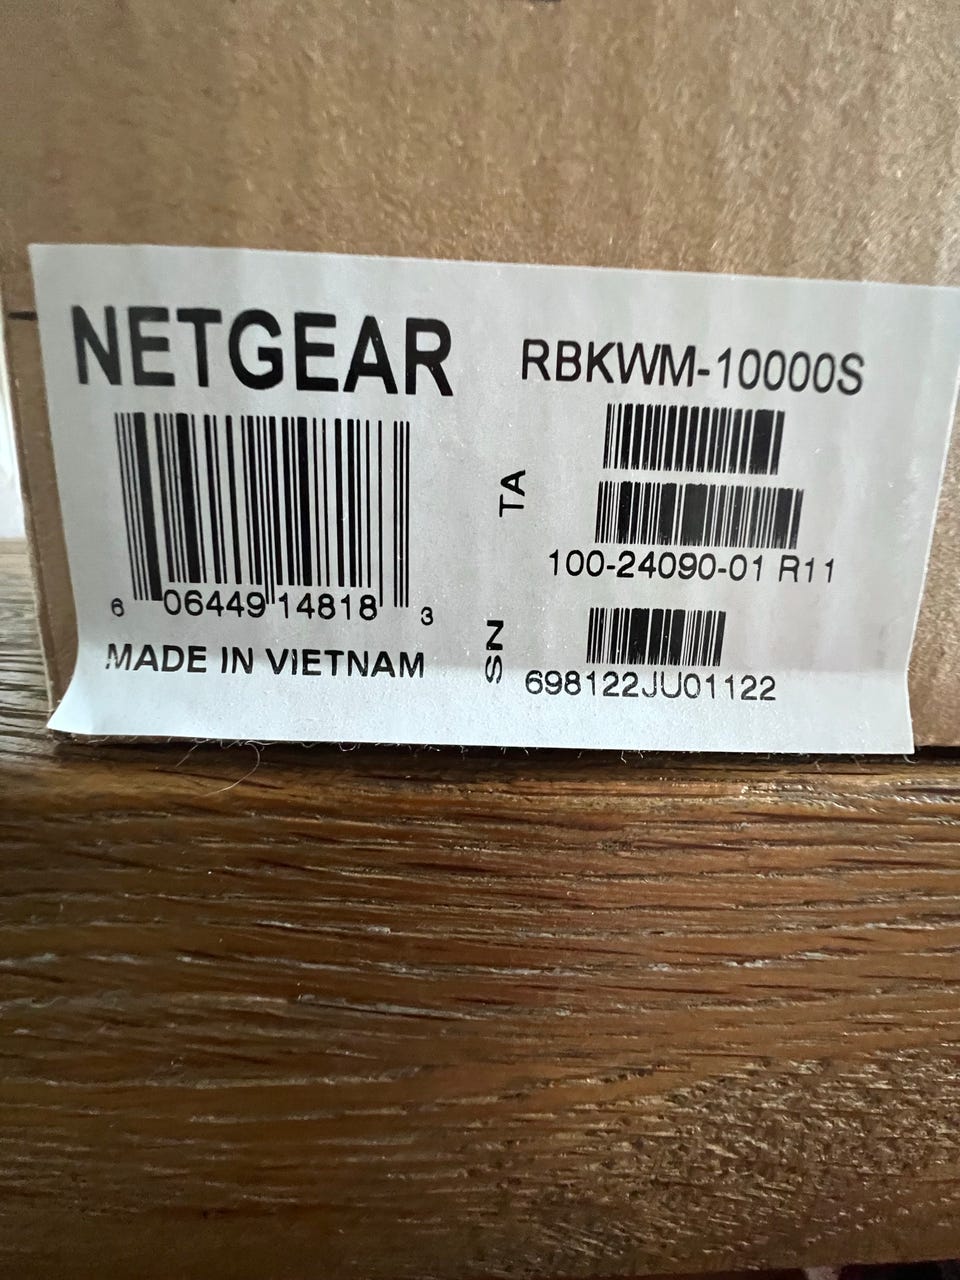 NETGEAR
6 06449 14818 3
MADE IN VIETNAM
RBKWM-10000S
TA
100-24090-01 R11
SN
698122JU01122